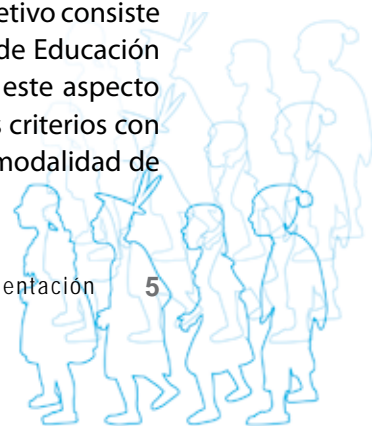 etivo consiste
de Educación
este aspecto
s criterios con
modalidad de
entación 5